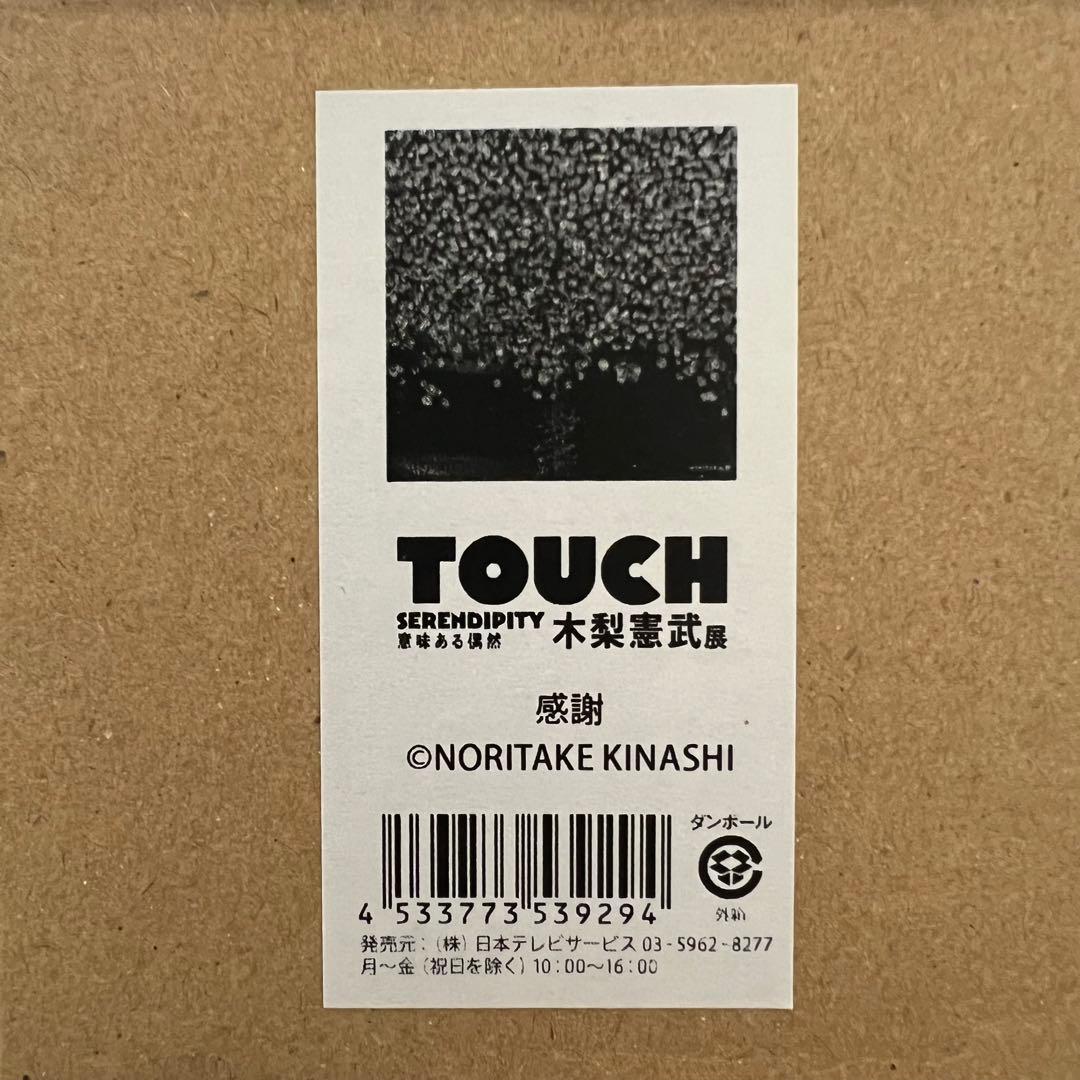 TOUCH
SERENDIPITY
意味ある偶然
木梨憲武展
感謝
©NORITAKE KINASHI
ダンボール
外箱
4 533773 539294
発売元：(株)日本テレビサービス 03-5962-8277
月～金 (祝日を除く) 10:00～16:00